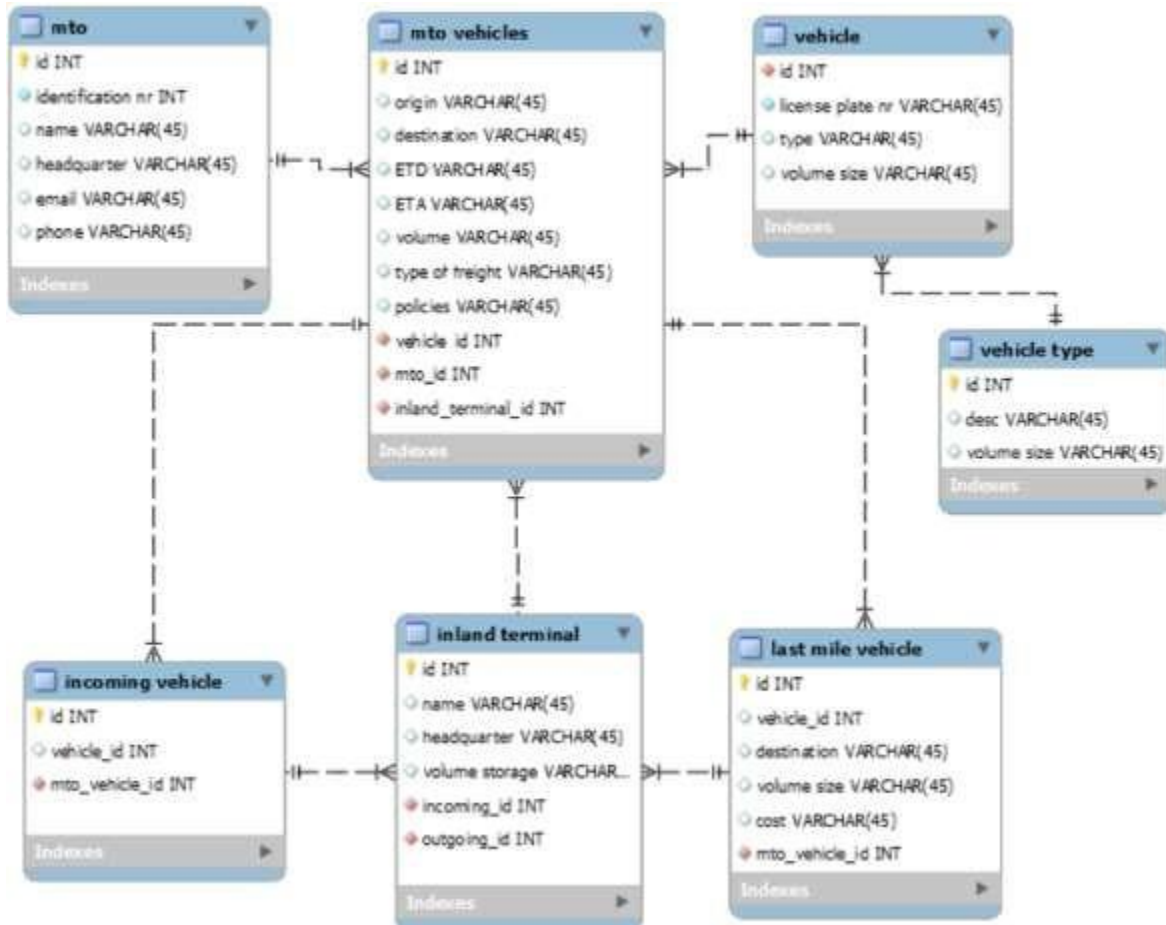 mto
id INT
identification nr INT
name VARCHAR(45)
headquarter VARCHAR(45)
email VARCHAR(45)
phone VARCHAR(45)
Indexes
mto vehicles
id INT
origin VARCHAR(45)
destination VARCHAR(45)
ETD VARCHAR(45)
ETA VARCHAR(45)
volume VARCHAR(45)
type of freight VARCHAR(45)
policies VARCHAR(45)
vehicle id INT
mto_id INT
inland_terminal_id INT
Indexes
vehicle
id INT
license plate nr VARCHAR(45)
type VARCHAR(45)
volume size VARCHAR(45)
Indexes
vehicle type
id INT
desc VARCHAR(45)
volume size VARCHAR(45)
Indexes
incoming vehicle
id INT
vehicle_id INT
mto_vehicle_id INT
Indexes
inland terminal
id INT
name VARCHAR(45)
headquarter VARCHAR(45)
volume storage VARCHAR...
incoming_id INT
outgoing_id INT
Indexes
last mile vehicle
id INT
vehicle_id INT
destination VARCHAR(45)
volume size VARCHAR(45)
cost VARCHAR(45)
mto_vehicle_id INT
Indexes